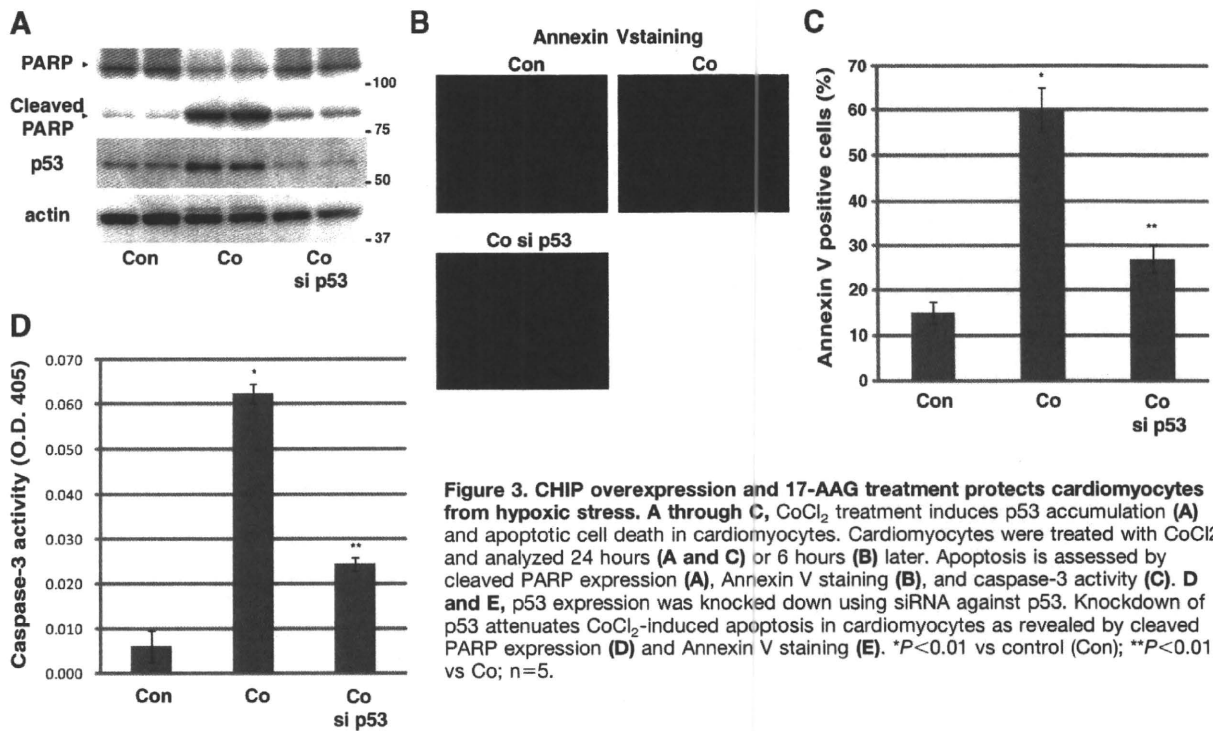 A
PARP
Cleaved
PARP
p53
actin
- 100
- 75
- 50
- 37
Con Co Co
si p53
B
Annexin Vstaining
Con Co
Co si p53
C
Annexin V positive cells (%)
70
60
50
40
30
20
10
0
*
**
Con Co Co
si p53
D
Caspase-3 activity (O.D. 405)
0.070
0.060
0.050
0.040
0.030
0.020
0.010
0.000
*
**
Con Co Co
si p53
Figure 3. CHIP overexpression and 17-AAG treatment protects cardiomyocytes
from hypoxic stress. A through C, CoCl₂ treatment induces p53 accumulation (A)
and apoptotic cell death in cardiomyocytes. Cardiomyocytes were treated with CoCl2
and analyzed 24 hours (A and C) or 6 hours (B) later. Apoptosis is assessed by
cleaved PARP expression (A), Annexin V staining (B), and caspase-3 activity (C). D
and E, p53 expression was knocked down using siRNA against p53. Knockdown of
p53 attenuates CoCl₂-induced apoptosis in cardiomyocytes as revealed by cleaved
PARP expression (D) and Annexin V staining (E). *P<0.01 vs control (Con); **P<0.01
vs Co; n=5.